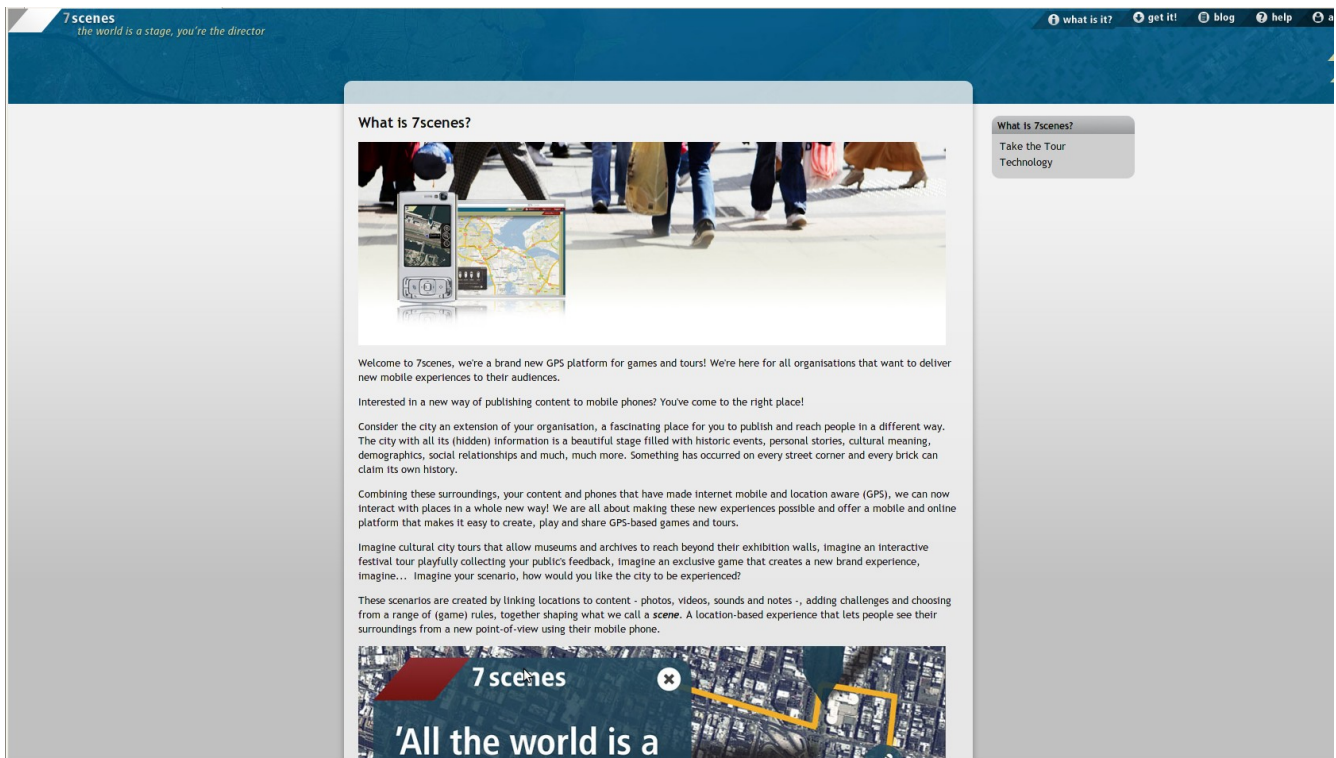 7scenes
the world is a stage, you're the director
what is it?
get it!
blog
help
a
What is 7scenes?
What is 7scenes?
Take the Tour
Technology
Welcome to 7scenes, we're a brand new GPS platform for games and tours! We're here for all organisations that want to deliver
new mobile experiences to their audiences.
Interested in a new way of publishing content to mobile phones? You've come to the right place!
Consider the city an extension of your organisation, a fascinating place for you to publish and reach people in a different way.
The city with all its (hidden) information is a beautiful stage filled with historic events, personal stories, cultural meaning,
demographics, social relationships and much, much more. Something has occurred on every street corner and every brick can
claim its own history.
Combining these surroundings, your content and phones that have made internet mobile and location aware (GPS), we can now
interact with places in a whole new way! We are all about making these new experiences possible and offer a mobile and online
platform that makes it easy to create, play and share GPS-based games and tours.
Imagine cultural city tours that allow museums and archives to reach beyond their exhibition walls, imagine an interactive
festival tour playfully collecting your public's feedback, imagine an exclusive game that creates a new brand experience,
imagine... Imagine your scenario, how would you like the city to be experienced?
These scenarios are created by linking locations to content - photos, videos, sounds and notes -, adding challenges and choosing
from a range of (game) rules, together shaping what we call a scene. A location-based experience that lets people see their
surroundings from a new point-of-view using their mobile phone.
7 scenes
'All the world is a